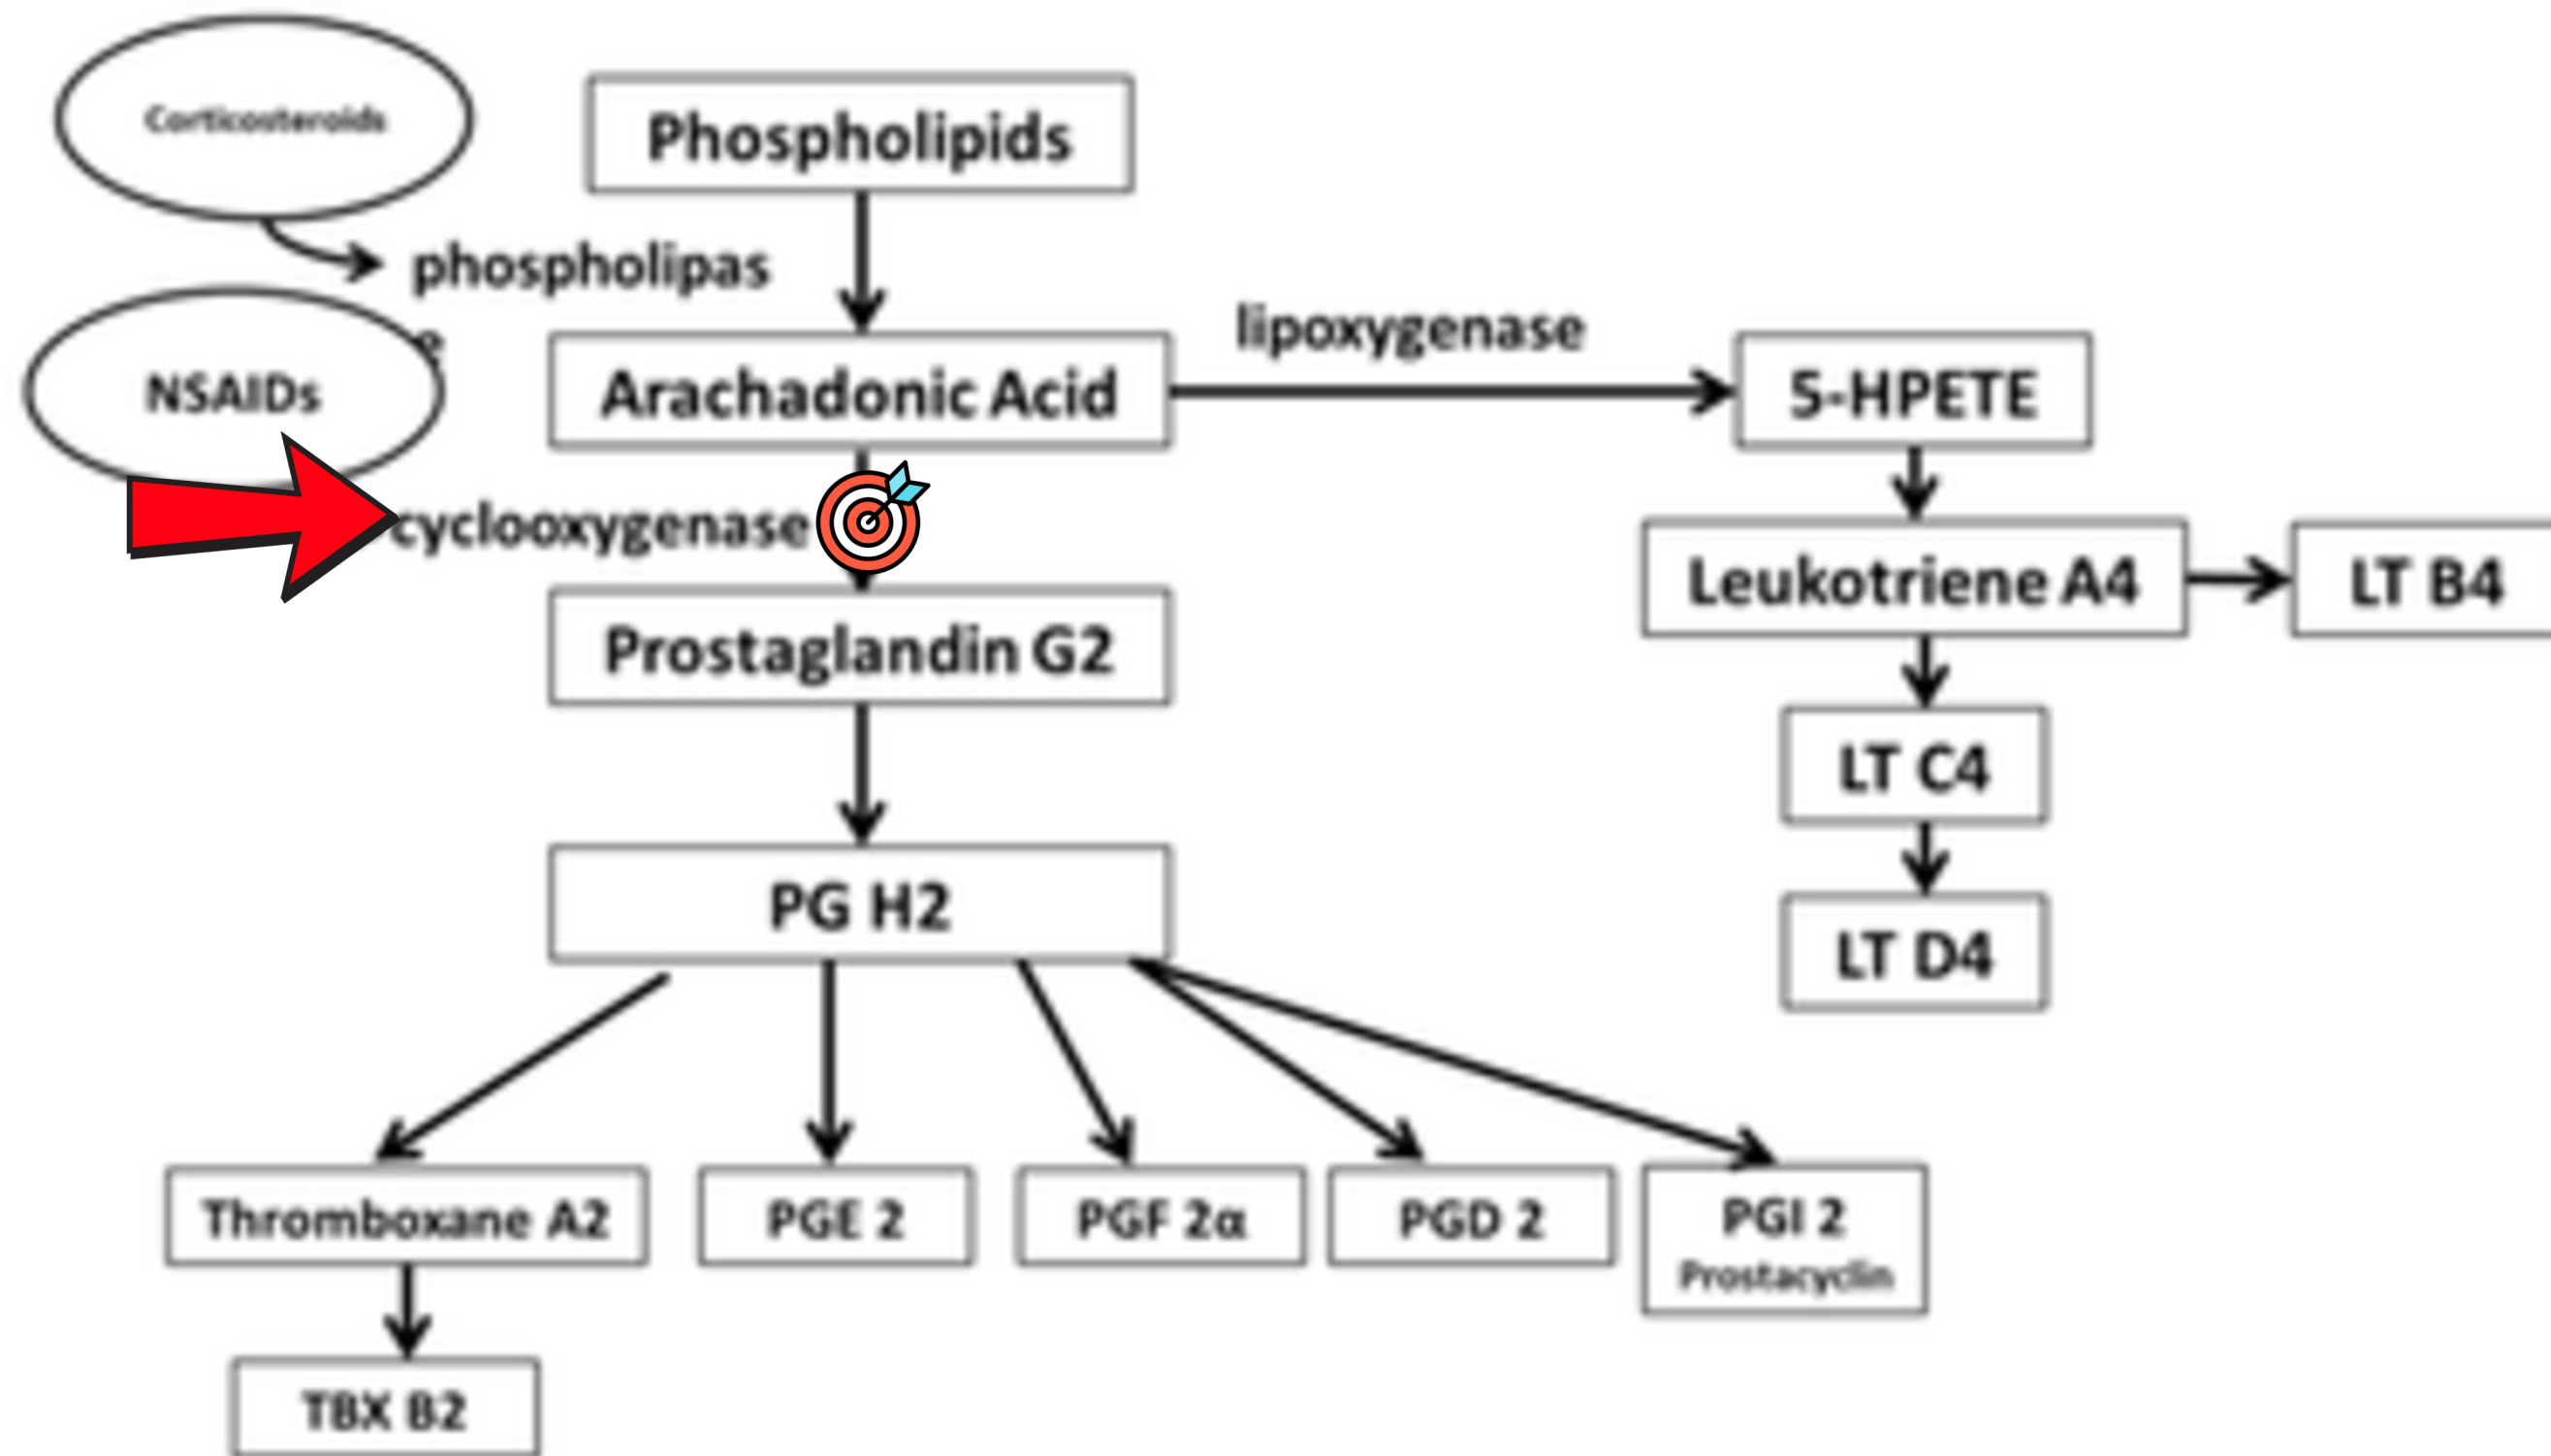 Corticosteroids
Phospholipids
phospholipas
e
NSAIDs
Arachadonic Acid
lipoxygenase
5-HPETE
cyclooxygenase
Leukotriene A4
LT B4
Prostaglandin G2
LT C4
PG H2
LT D4
Thromboxane A2
PGE 2
PGF 2α
PGD 2
PGI 2
Prostacyclin
TBX B2